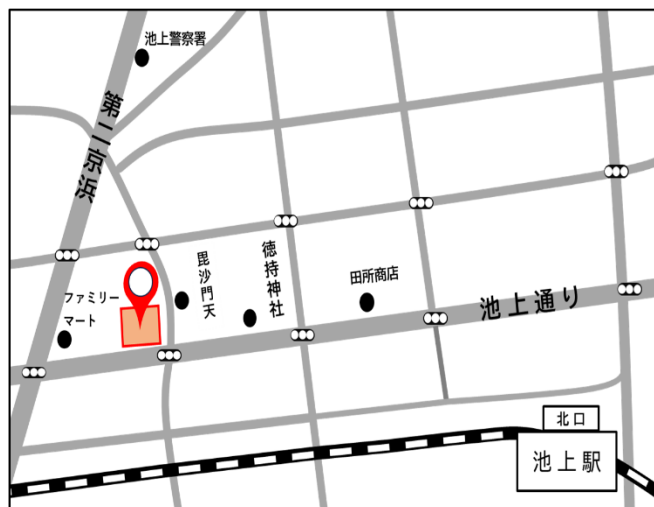 池上警察署
第二京浜
毘沙門天
徳持神社
田所商店
ファミリー
マート
池上通り
北口
池上駅